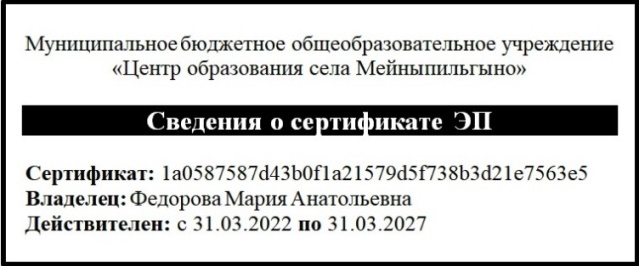 Муниципальное бюджетное общеобразовательное учреждение
«Центр образования села Мейныпильгыно»
Сведения о сертификате ЭП
Сертификат: 1a0587587d43b0f1a21579d5f738b3d21e7563e5
Владелец: Федорова Мария Анатольевна
Действителен: с 31.03.2022 по 31.03.2027